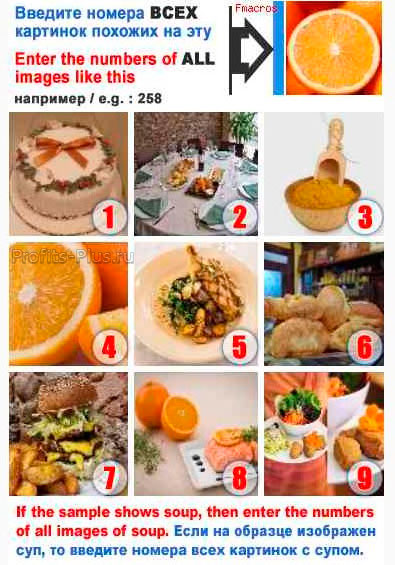 Введите номера ВСЕХ
картинок похожих на эту
Enter the numbers of ALL
images like this
например / e.g. : 258
Fmacros
1
2
3
Profits-Plus.ru
4
5
6
7
8
9
If the sample shows soup, then enter the numbers
of all images of soup. Если на образце изображен
суп, то введите номера всех картинок с супом.